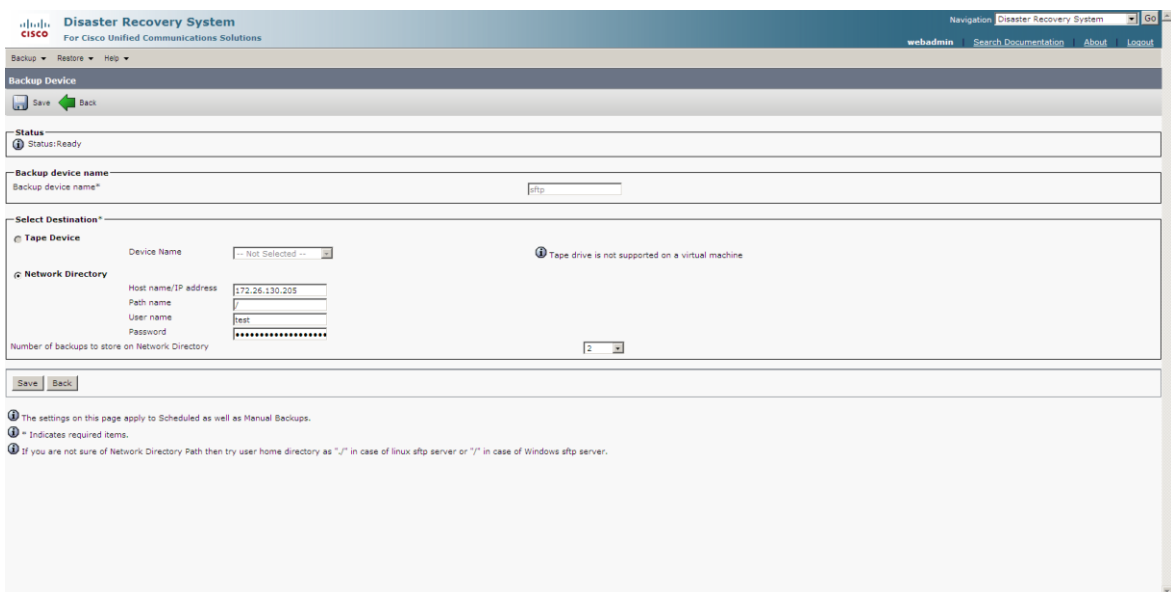 cisco
Disaster Recovery System
For Cisco Unified Communications Solutions
Navigation Disaster Recovery System Go
webadmin | Search Documentation | About | Logout
Backup Restore Help
Backup Device
Save Back
Status
Status:Ready
Backup device name
Backup device name* sftp
Select Destination*
Tape Device
Device Name -- Not Selected -- Tape drive is not supported on a virtual machine
Network Directory
Host name/IP address 172.26.130.205
Path name /
User name test
Password •••••••••••••••••••
Number of backups to store on Network Directory 2
Save Back
The settings on this page apply to Scheduled as well as Manual Backups.
* Indicates required items.
If you are not sure of Network Directory Path then try user home directory as "./" in case of linux sftp server or "/" in case of Windows sftp server.